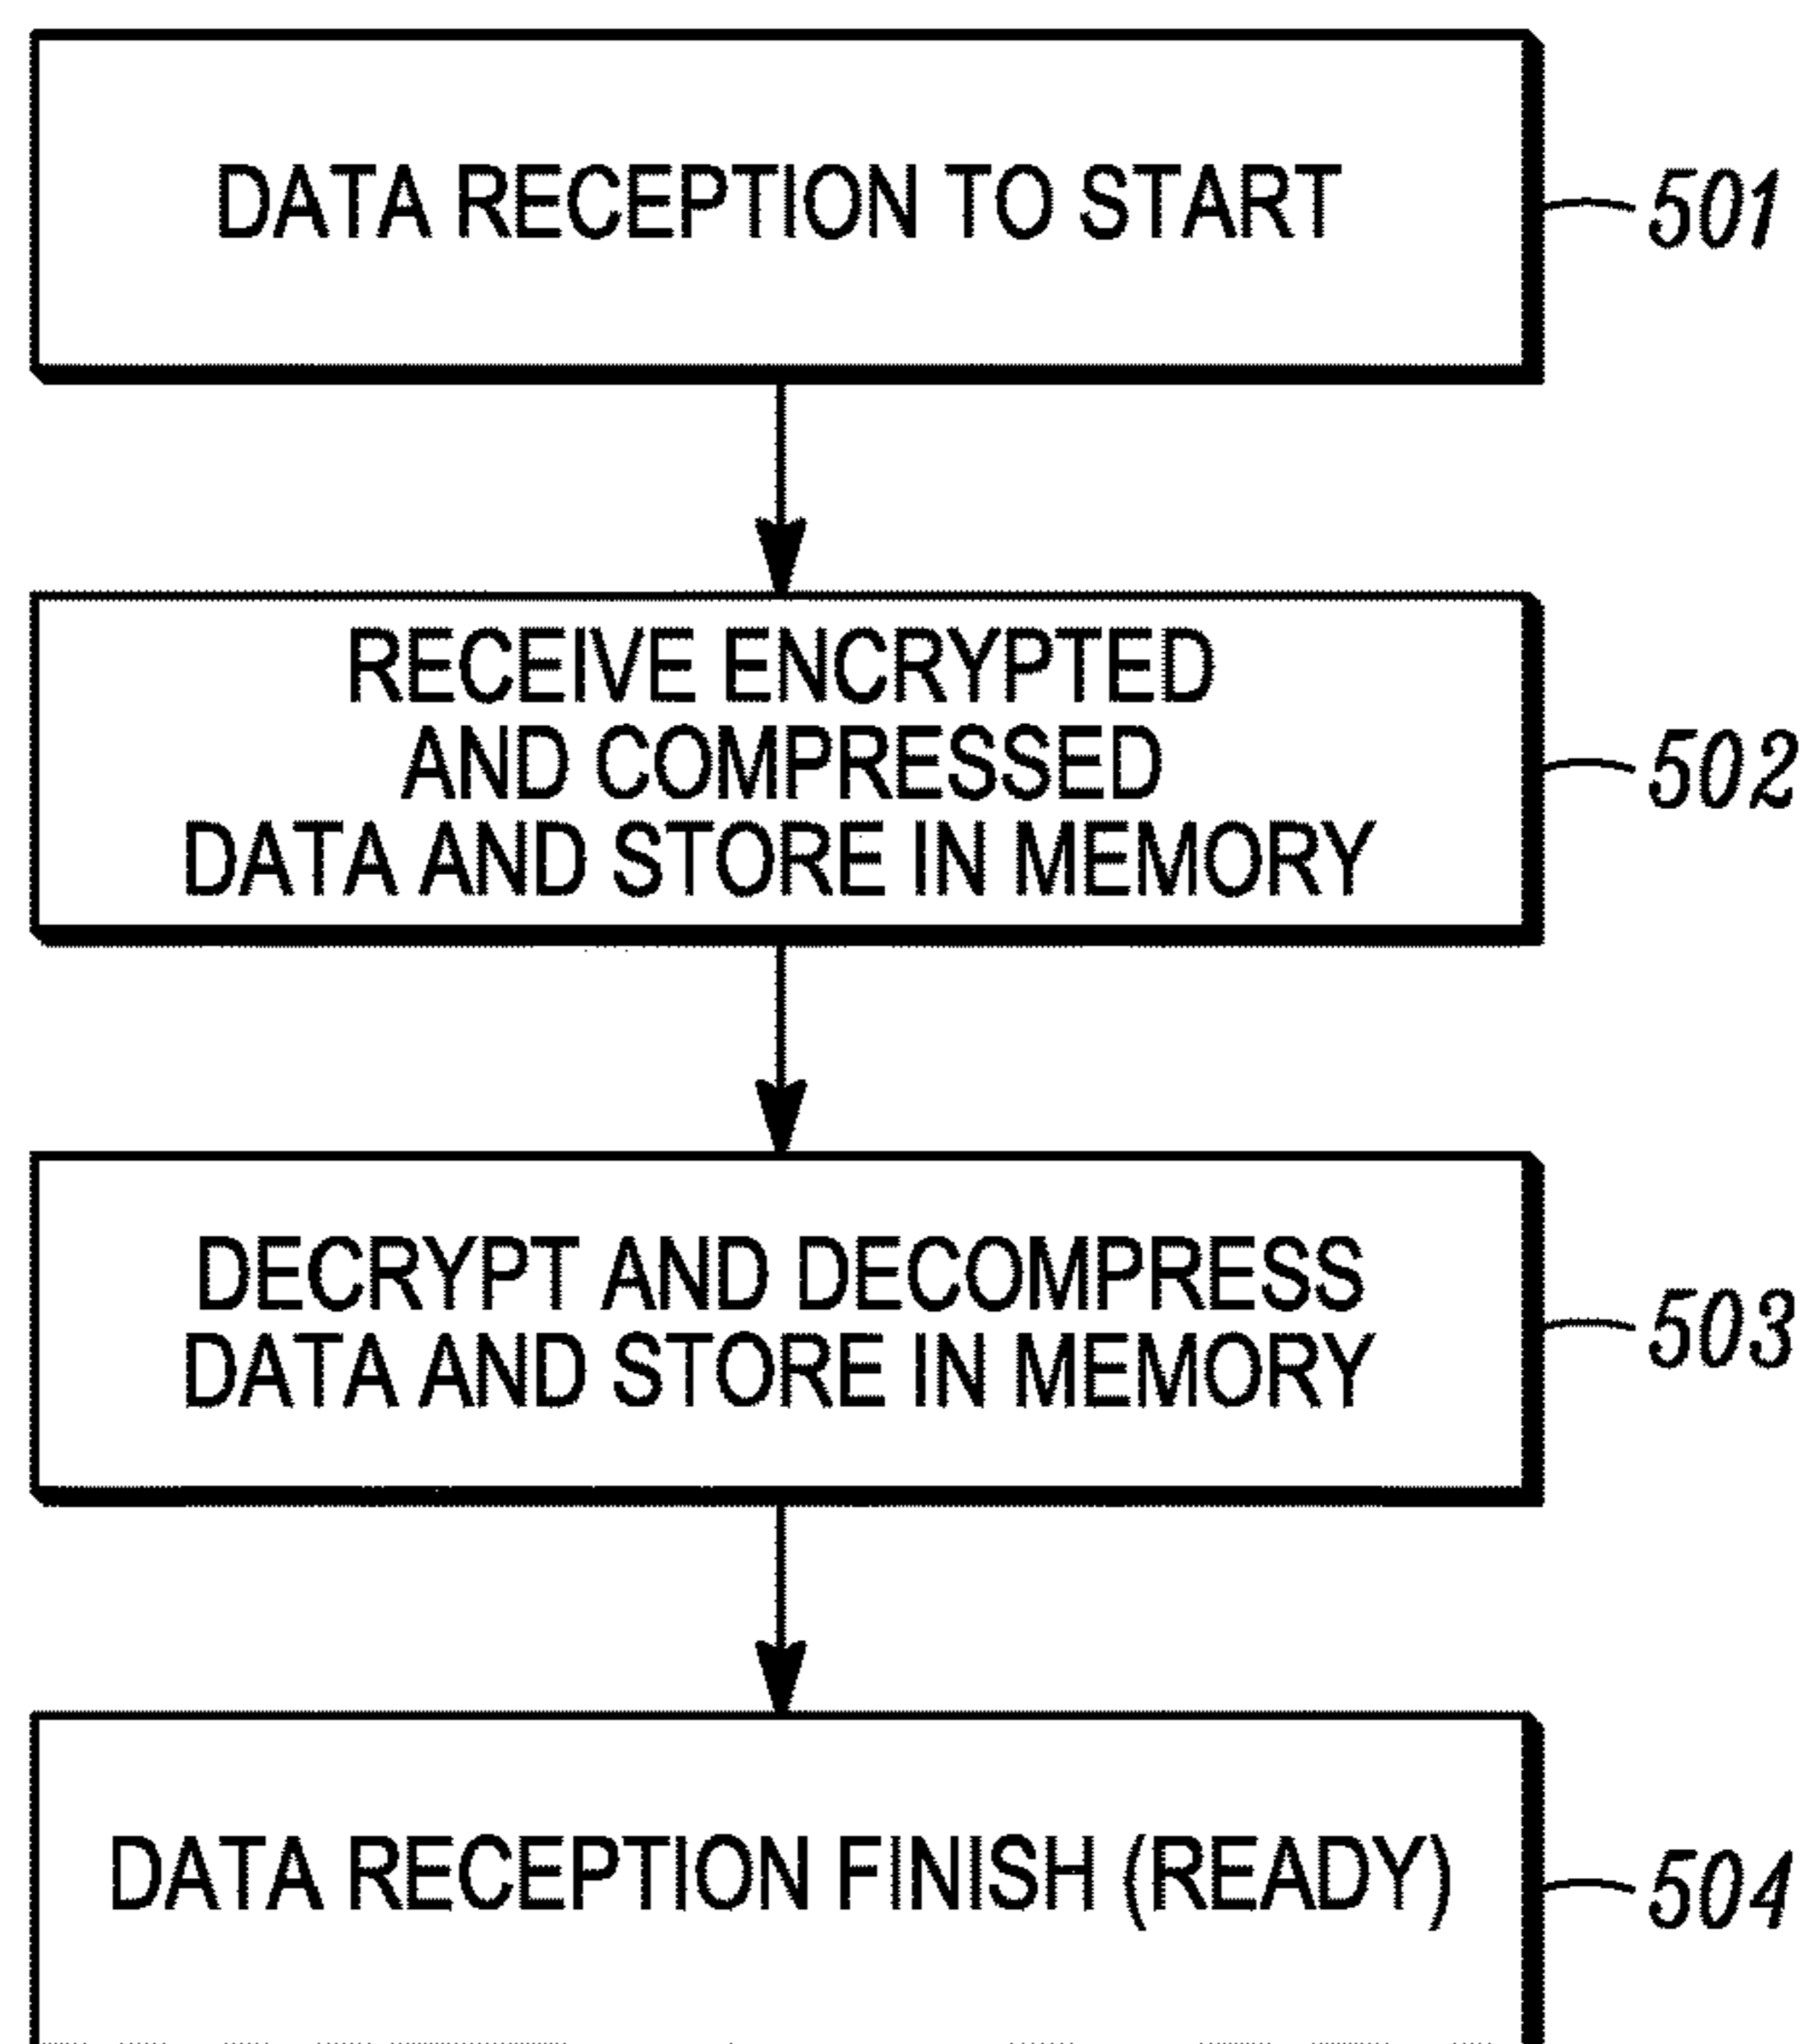 DATA RECEPTION TO START
501
RECEIVE ENCRYPTED
AND COMPRESSED
DATA AND STORE IN MEMORY
502
DECRYPT AND DECOMPRESS
DATA AND STORE IN MEMORY
503
DATA RECEPTION FINISH (READY)
504